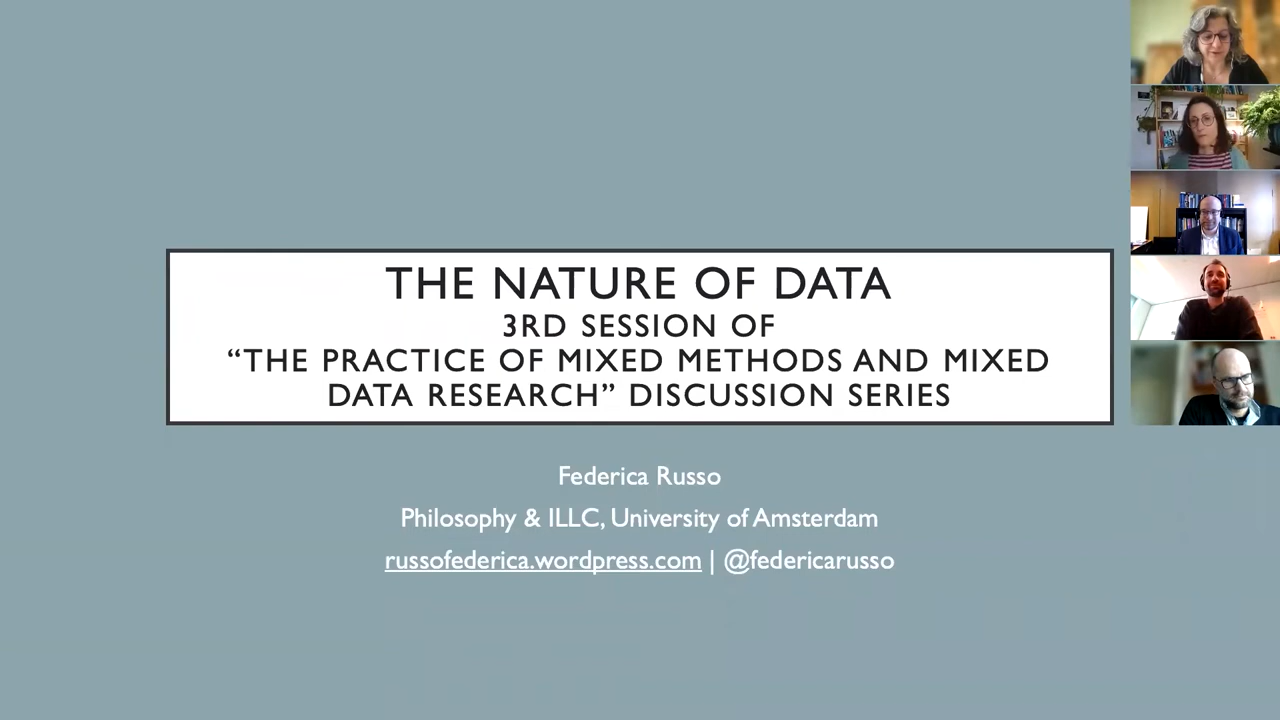 THE NATURE OF DATA
3RD SESSION OF
“THE PRACTICE OF MIXED METHODS AND MIXED
DATA RESEARCH” DISCUSSION SERIES
Federica Russo
Philosophy & ILLC, University of Amsterdam
russofederica.wordpress.com | @federicarusso